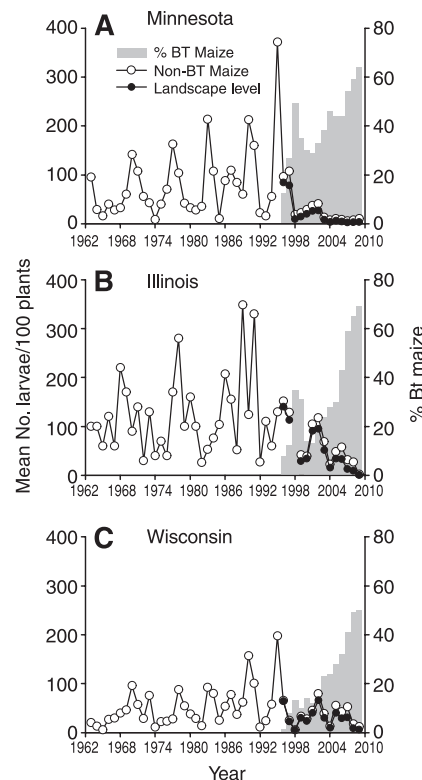 A Minnesota
400
300
200
100
0
80
60
40
20
0
% BT Maize
Non-BT Maize
Landscape level
1962 1968 1974 1980 1986 1992 1998 2004 2010
B Illinois
400
300
200
100
0
80
60
40
20
0
1962 1968 1974 1980 1986 1992 1998 2004 2010
Mean No. larvae/100 plants
% Bt maize
C Wisconsin
400
300
200
100
0
80
60
40
20
0
1962 1968 1974 1980 1986 1992 1998 2004 2010
Year